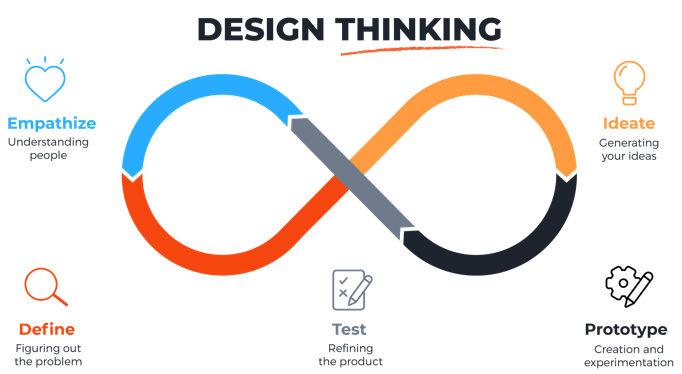 DESIGN THINKING
Empathize
Understanding
people
Ideate
Generating
your ideas
Define
Figuring out
the problem
Test
Refining
the product
Prototype
Creation and
experimentation